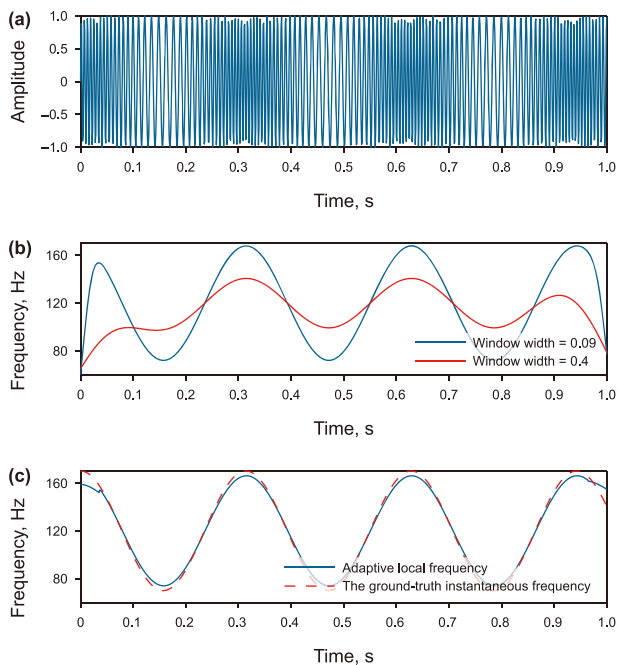 (a)
1.0
0.5
0
−0.5
−1.0
Amplitude
0 0.1 0.2 0.3 0.4 0.5 0.6 0.7 0.8 0.9 1.0
Time, s
(b)
160
120
80
Frequency, Hz
Window width = 0.09
Window width = 0.4
0 0.1 0.2 0.3 0.4 0.5 0.6 0.7 0.8 0.9 1.0
Time, s
(c)
160
120
80
Frequency, Hz
Adaptive local frequency
The ground-truth instantaneous frequency
0 0.1 0.2 0.3 0.4 0.5 0.6 0.7 0.8 0.9 1.0
Time, s